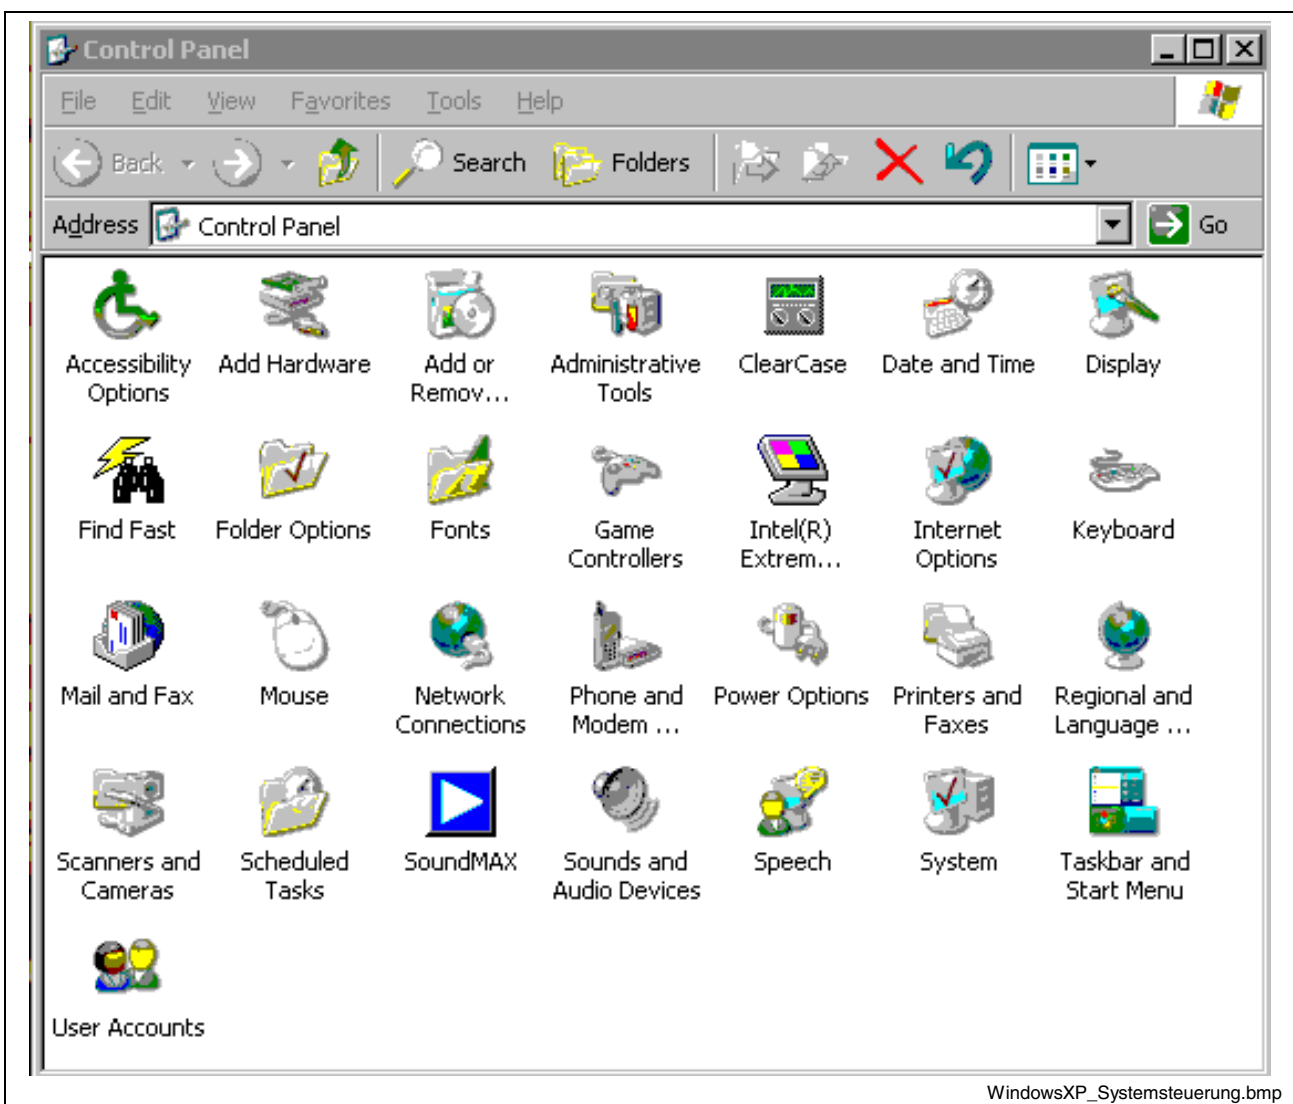 Control Panel
File Edit View Favorites Tools Help
Back Search Folders
Address Control Panel Go
Accessibility Options
Add Hardware
Add or Remov...
Administrative Tools
ClearCase
Date and Time
Display
Find Fast
Folder Options
Fonts
Game Controllers
Intel(R) Extrem...
Internet Options
Keyboard
Mail and Fax
Mouse
Network Connections
Phone and Modem ...
Power Options
Printers and Faxes
Regional and Language ...
Scanners and Cameras
Scheduled Tasks
SoundMAX
Sounds and Audio Devices
Speech
System
Taskbar and Start Menu
User Accounts
WindowsXP_Systemsteuerung.bmp